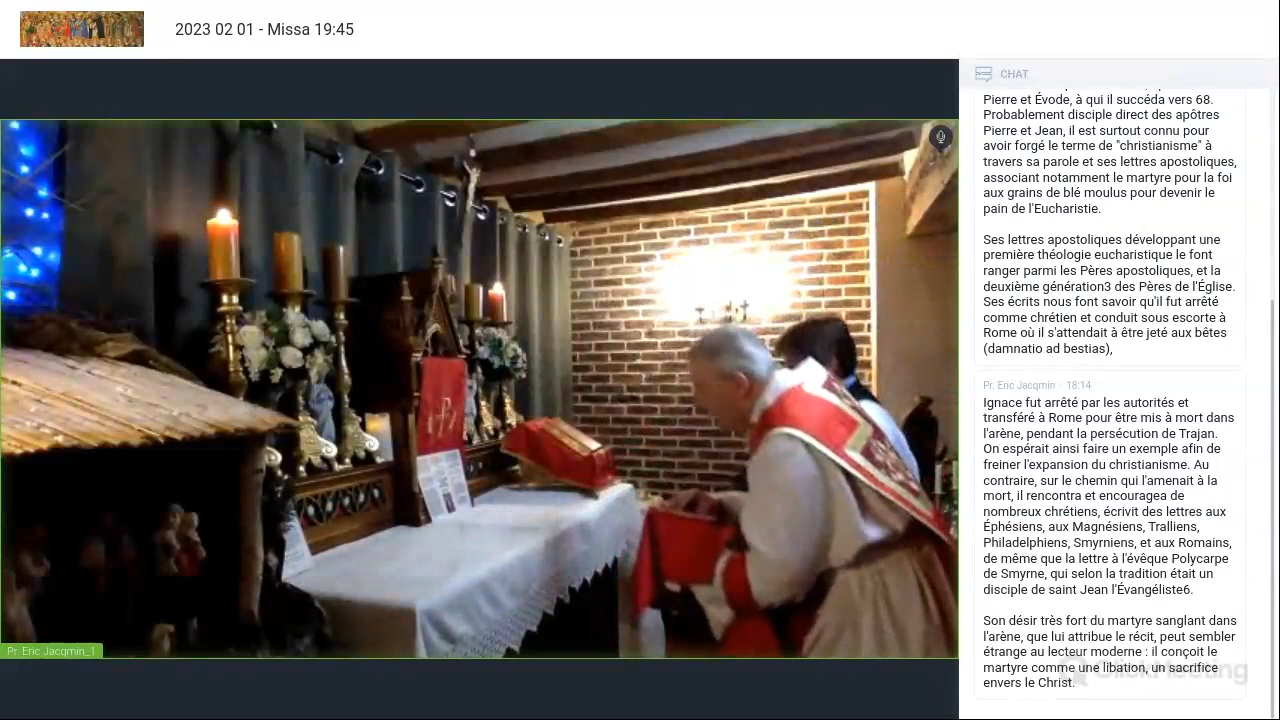 2023 02 01 - Missa 19:45
CHAT
Pierre et Évode, à qui il succéda vers 68.
Probablement disciple direct des apôtres
Pierre et Jean, il est surtout connu pour
avoir forgé le terme de "christianisme" à
travers sa parole et ses lettres apostoliques,
associant notamment le martyre pour la foi
aux grains de blé moulus pour devenir le
pain de l'Eucharistie.
Ses lettres apostoliques développant une
première théologie eucharistique le font
ranger parmi les Pères apostoliques, et la
deuxième génération3 des Pères de l'Église.
Ses écrits nous font savoir qu'il fut arrêté
comme chrétien et conduit sous escorte à
Rome où il s'attendait à être jeté aux bêtes
(damnatio ad bestias),
Pr. Eric Jacqmin · 18:14
Ignace fut arrêté par les autorités et
transféré à Rome pour être mis à mort dans
l'arène, pendant la persécution de Trajan.
On espérait ainsi faire un exemple afin de
freiner l'expansion du christianisme. Au
contraire, sur le chemin qui l'amenait à la
mort, il rencontra et encouragea de
nombreux chrétiens, écrivit des lettres aux
Éphésiens, aux Magnésiens, Tralliens,
Philadelphiens, Smyrniens, et aux Romains,
de même que la lettre à l'évêque Polycarpe
de Smyrne, qui selon la tradition était un
disciple de saint Jean l'Évangéliste6.
Son désir très fort du martyre sanglant dans
l'arène, que lui attribue le récit, peut sembler
étrange au lecteur moderne : il conçoit le
martyre comme une libation, un sacrifice
envers le Christ.
ClickMeeting
Pr. Eric Jacqmin_1